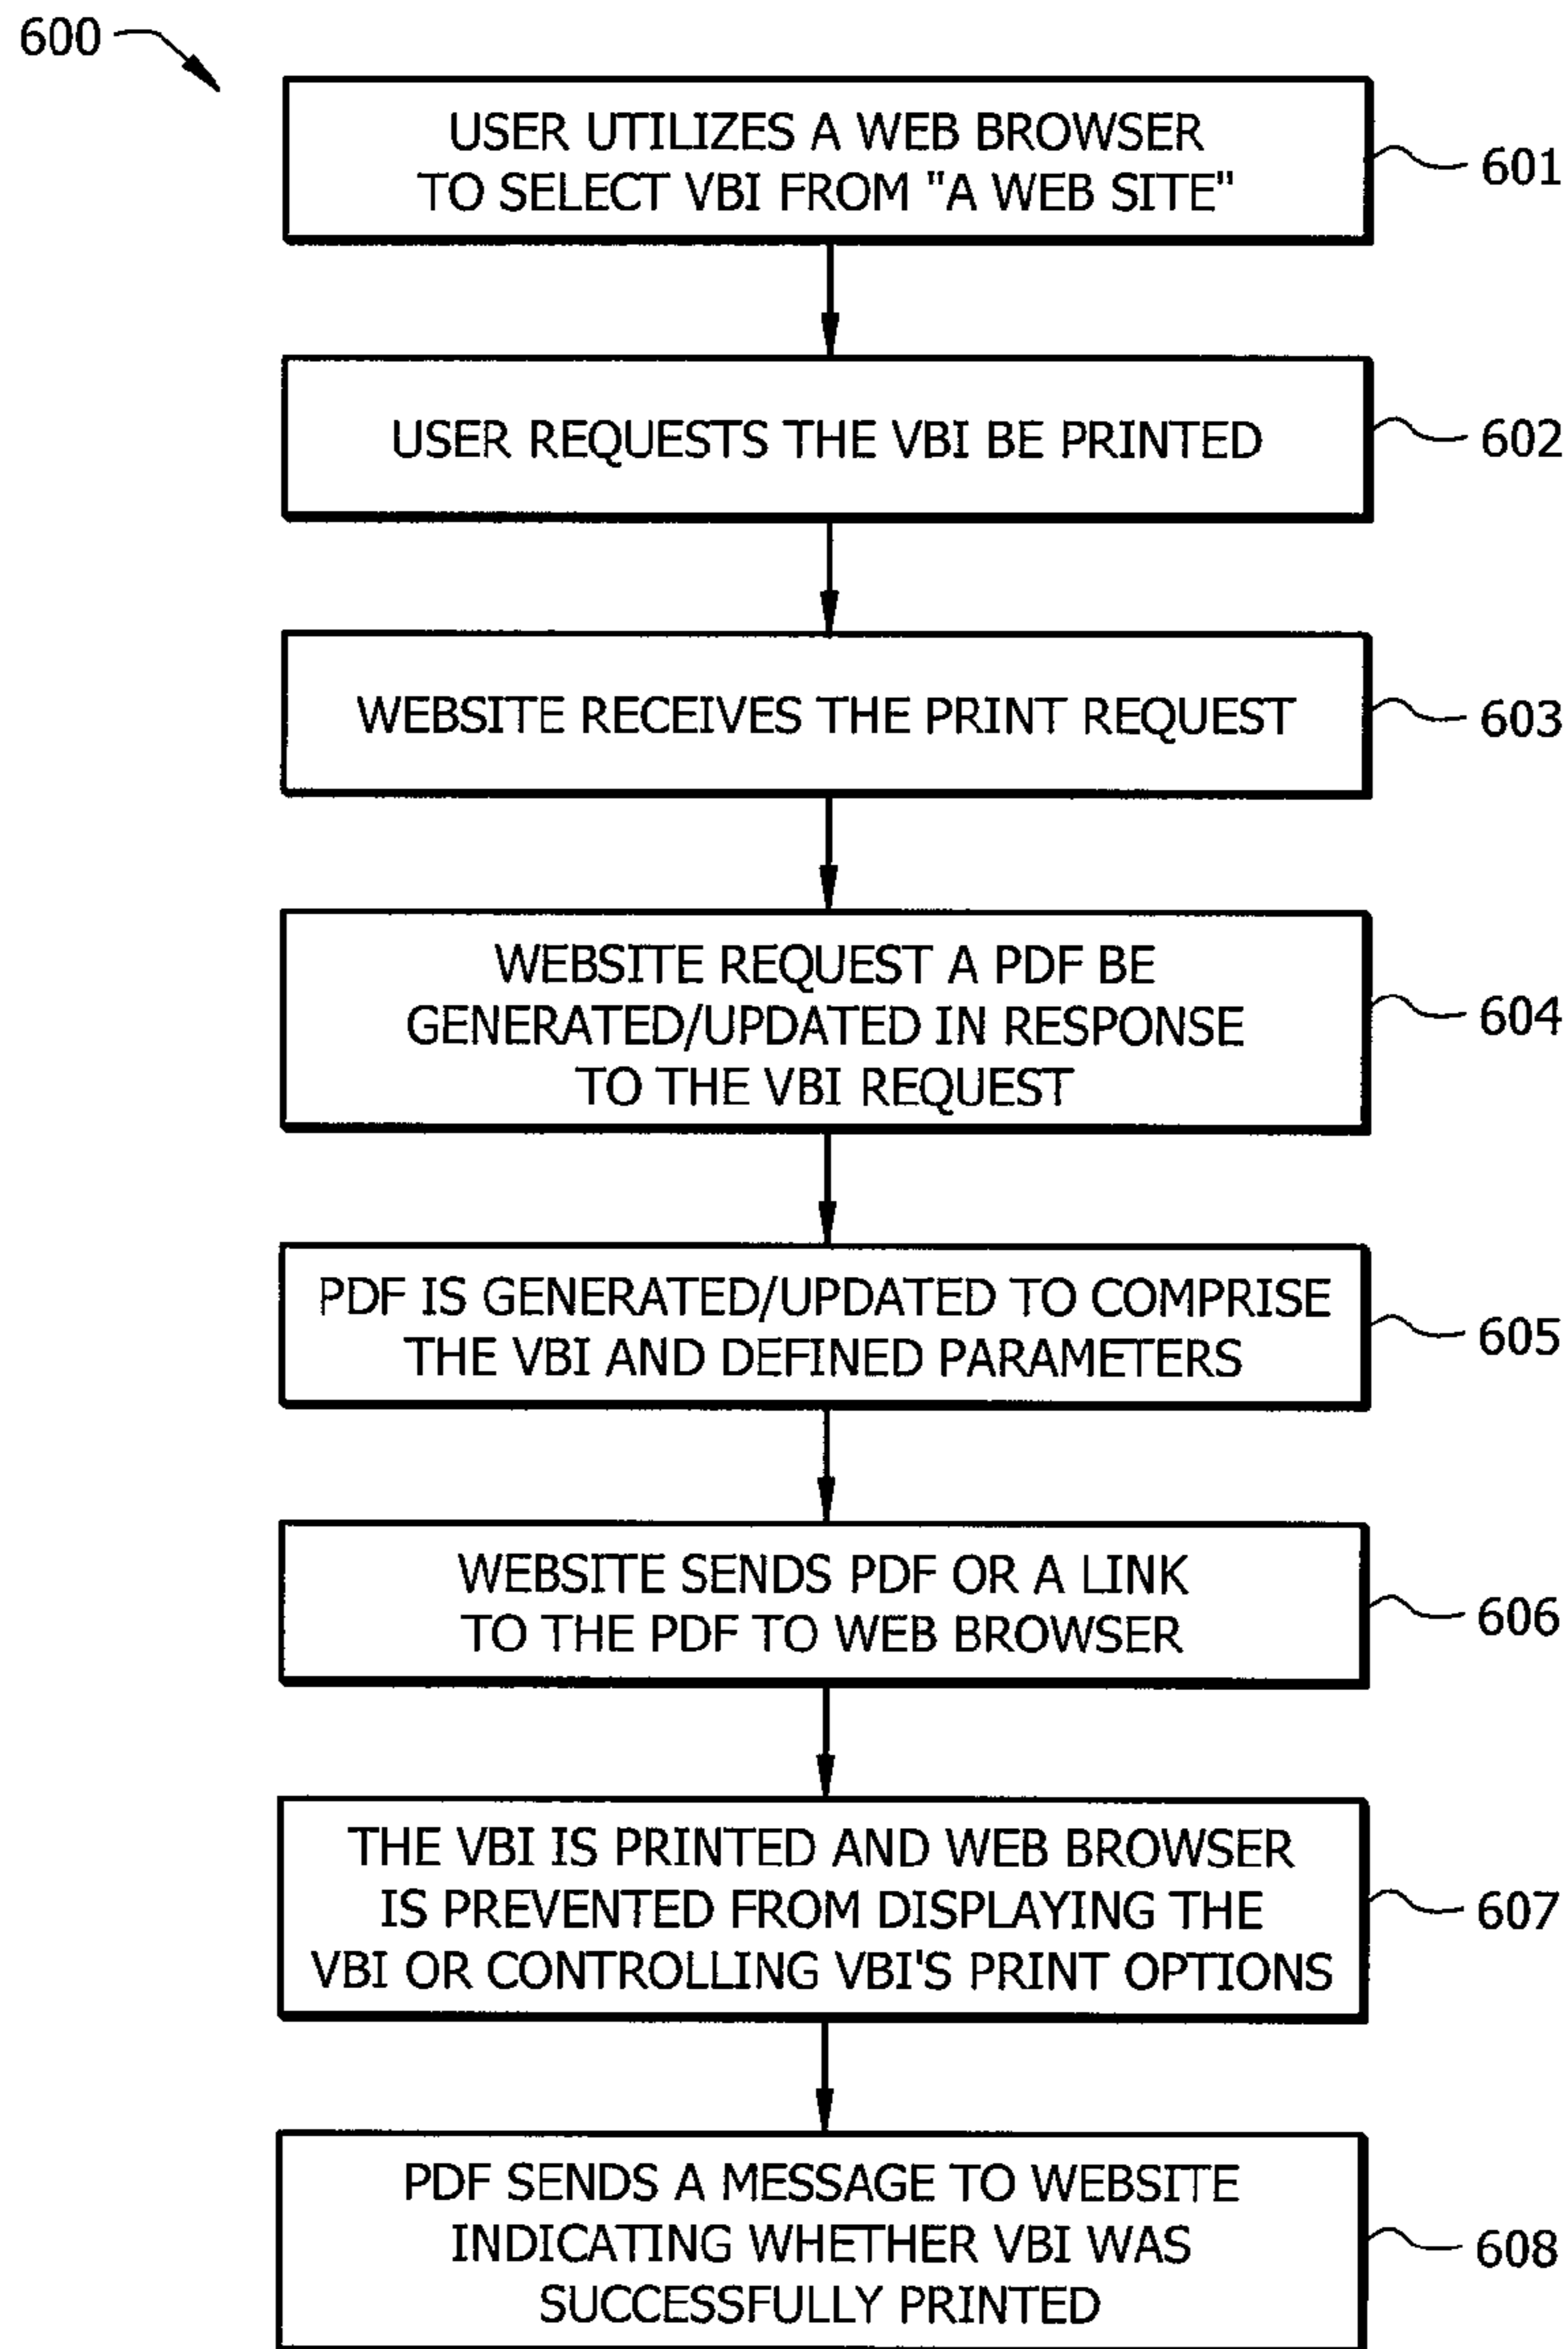 600
USER UTILIZES A WEB BROWSER
TO SELECT VBI FROM "A WEB SITE"
601
USER REQUESTS THE VBI BE PRINTED
602
WEBSITE RECEIVES THE PRINT REQUEST
603
WEBSITE REQUEST A PDF BE
GENERATED/UPDATED IN RESPONSE
TO THE VBI REQUEST
604
PDF IS GENERATED/UPDATED TO COMPRISE
THE VBI AND DEFINED PARAMETERS
605
WEBSITE SENDS PDF OR A LINK
TO THE PDF TO WEB BROWSER
606
THE VBI IS PRINTED AND WEB BROWSER
IS PREVENTED FROM DISPLAYING THE
VBI OR CONTROLLING VBI'S PRINT OPTIONS
607
PDF SENDS A MESSAGE TO WEBSITE
INDICATING WHETHER VBI WAS
SUCCESSFULLY PRINTED
608